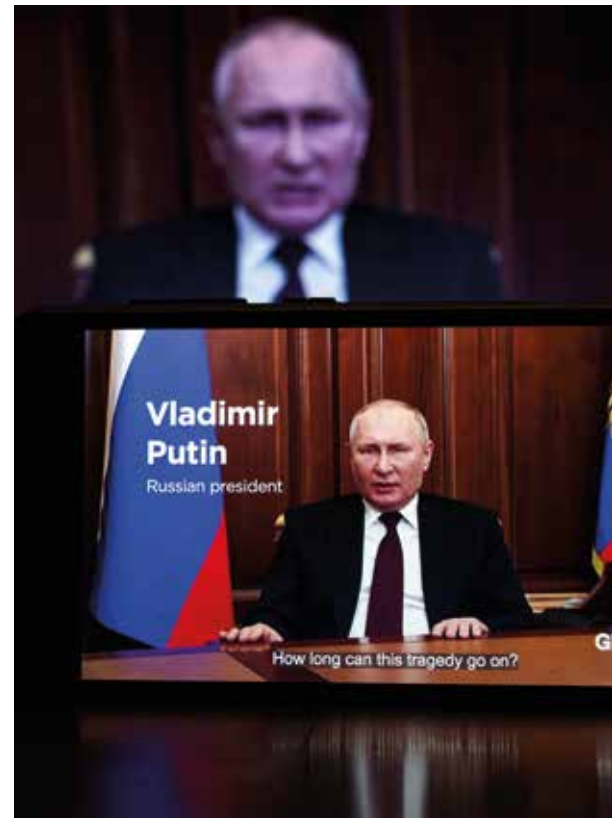 Vladimir
Putin
Russian president
How long can this tragedy go on?
G